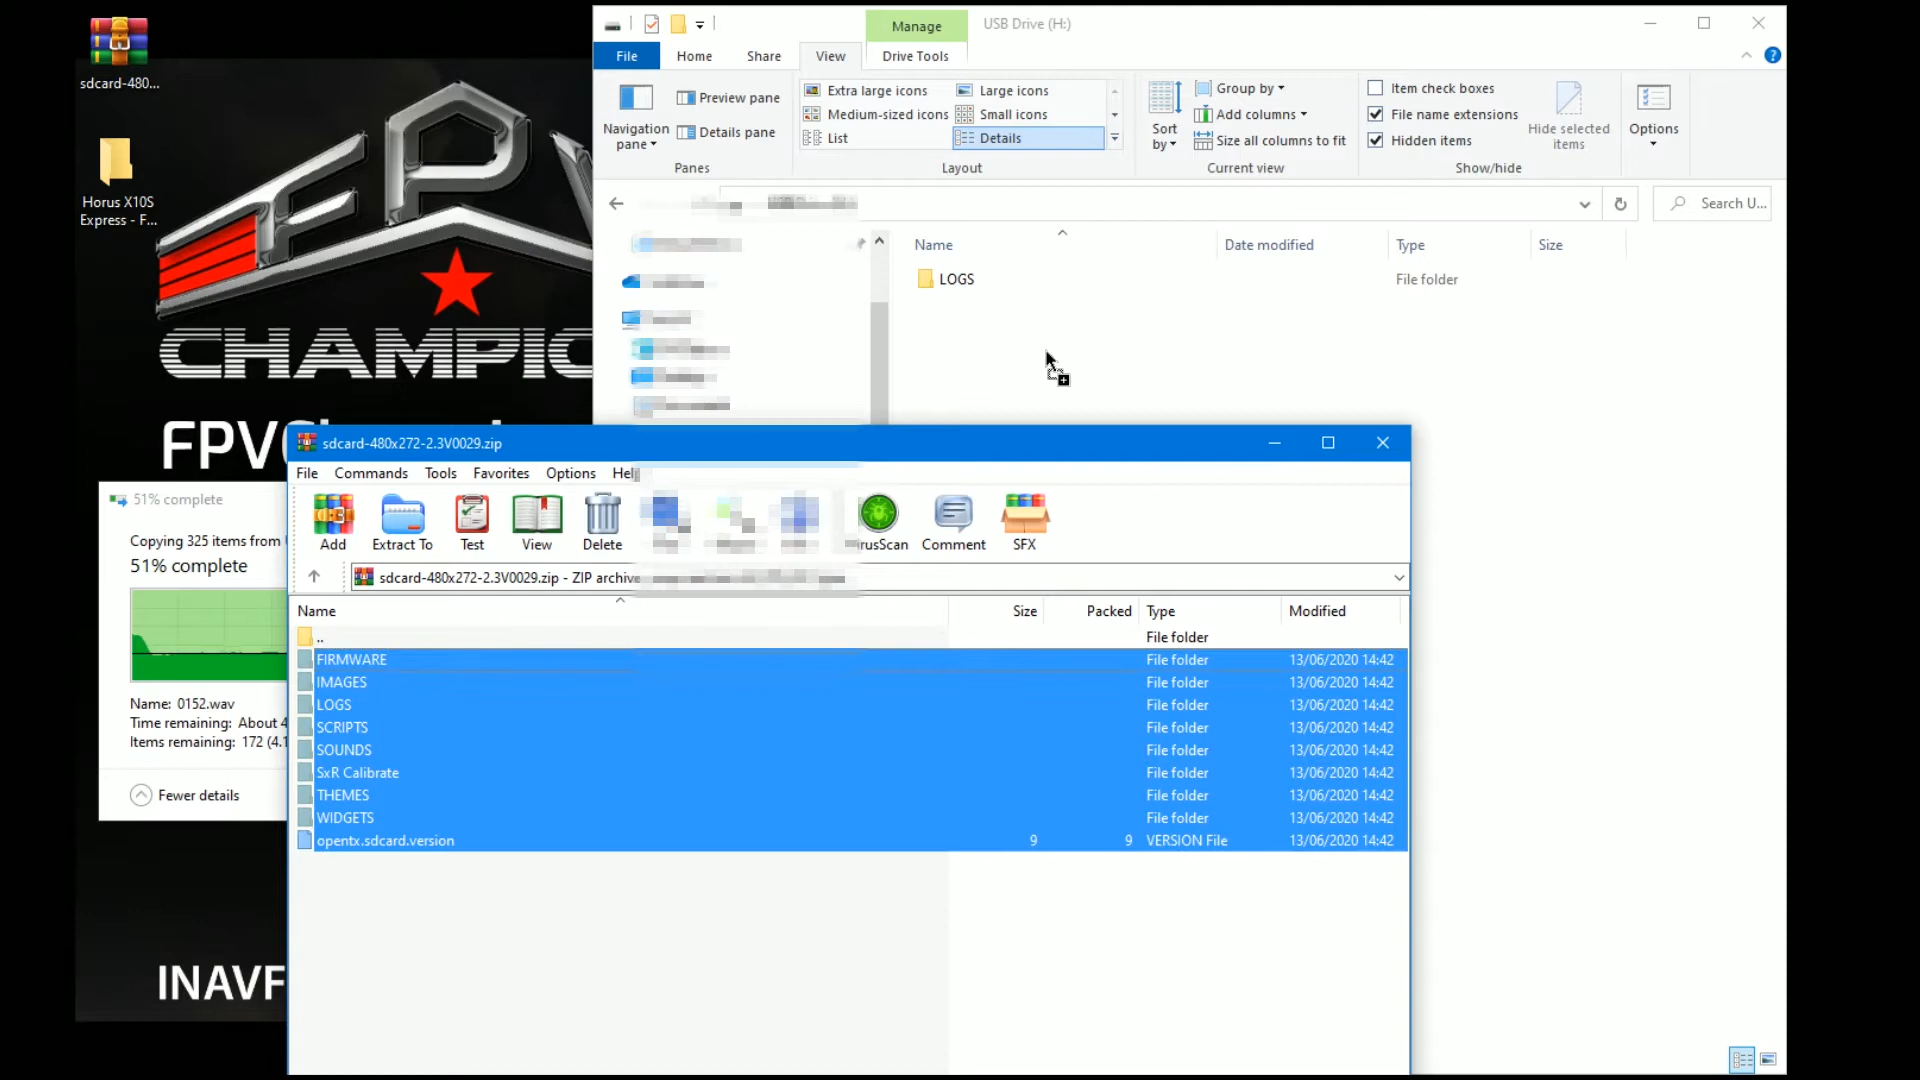 sdcard-480...
Horus X10S
Express - F...
CHAMPIO
FPVC
INAVF
51% complete
Copying 325 items from
51% complete
Name: 0152.wav
Time remaining: About 4
Items remaining: 172 (4.1
Fewer details
Manage
USB Drive (H:)
File
Home
Share
View
Drive Tools
Navigation
pane
Preview pane
Details pane
Panes
Extra large icons
Large icons
Medium-sized icons
Small icons
List
Details
Layout
Sort
by
Group by
Add columns
Size all columns to fit
Current view
Item check boxes
File name extensions
Hidden items
Hide selected
items
Show/hide
Options
Search U...
Name
Date modified
Type
Size
LOGS
File folder
sdcard-480x272-2.3V0029.zip
File Commands Tools Favorites Options Help
Add
Extract To
Test
View
Delete
irusScan
Comment
SFX
sdcard-480x272-2.3V0029.zip - ZIP archive
Name Size Packed Type Modified
.. File folder
FIRMWARE File folder 13/06/2020 14:42
IMAGES File folder 13/06/2020 14:42
LOGS File folder 13/06/2020 14:42
SCRIPTS File folder 13/06/2020 14:42
SOUNDS File folder 13/06/2020 14:42
SxR Calibrate File folder 13/06/2020 14:42
THEMES File folder 13/06/2020 14:42
WIDGETS File folder 13/06/2020 14:42
opentx.sdcard.version 9 9 VERSION File 13/06/2020 14:42